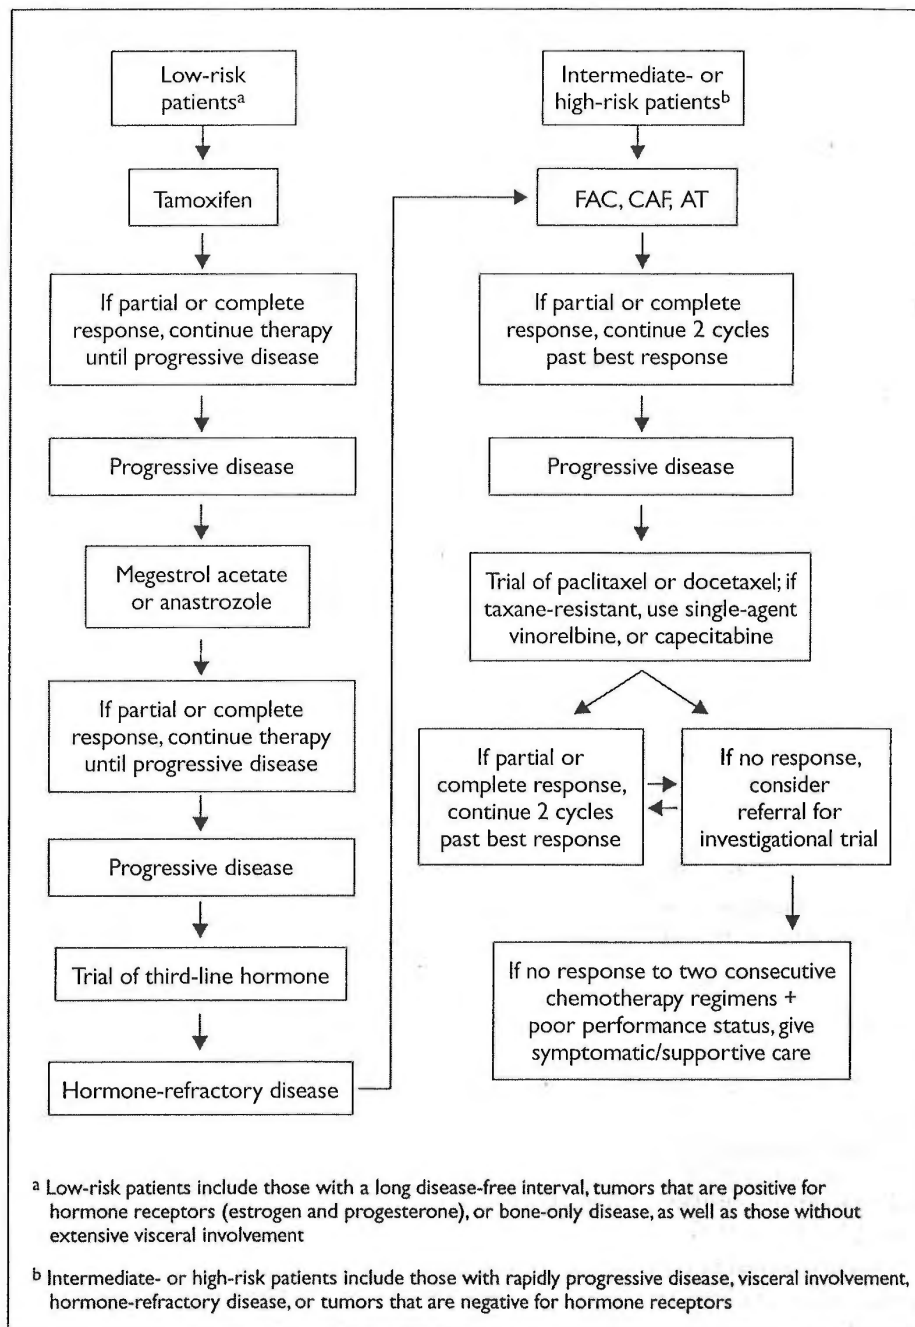 Low-risk
patientsa
Tamoxifen
If partial or complete
response, continue therapy
until progressive disease
Progressive disease
Megestrol acetate
or anastrozole
If partial or complete
response, continue therapy
until progressive disease
Progressive disease
Trial of third-line hormone
Hormone-refractory disease
Intermediate- or
high-risk patientsb
FAC, CAF, AT
If partial or complete
response, continue 2 cycles
past best response
Progressive disease
Trial of paclitaxel or docetaxel; if
taxane-resistant, use single-agent
vinorelbine, or capecitabine
If partial or
complete response,
continue 2 cycles
past best response
If no response,
consider
referral for
investigational trial
If no response to two consecutive
chemotherapy regimens +
poor performance status, give
symptomatic/supportive care
a Low-risk patients include those with a long disease-free interval, tumors that are positive for
hormone receptors (estrogen and progesterone), or bone-only disease, as well as those without
extensive visceral involvement
b Intermediate- or high-risk patients include those with rapidly progressive disease, visceral involvement,
hormone-refractory disease, or tumors that are negative for hormone receptors